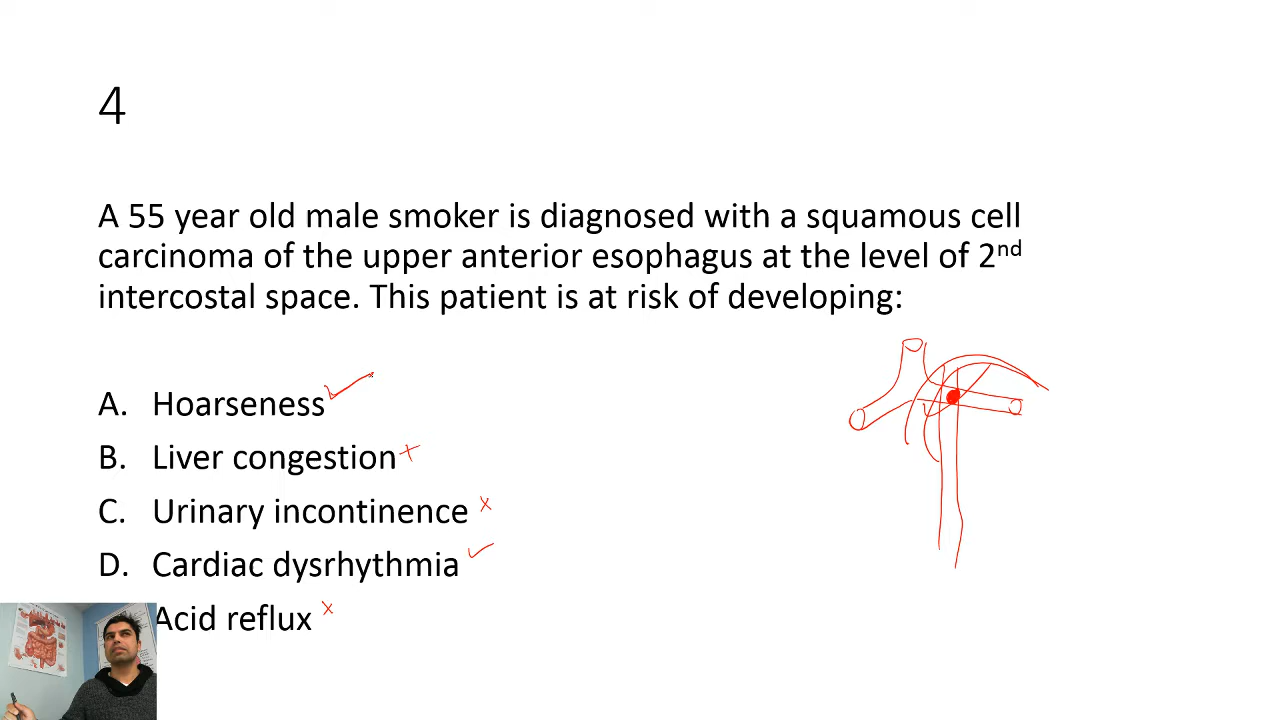 4
A 55 year old male smoker is diagnosed with a squamous cell
carcinoma of the upper anterior esophagus at the level of 2nd
intercostal space. This patient is at risk of developing:
A. Hoarseness
B. Liver congestion
C. Urinary incontinence
D. Cardiac dysrhythmia
Acid reflux